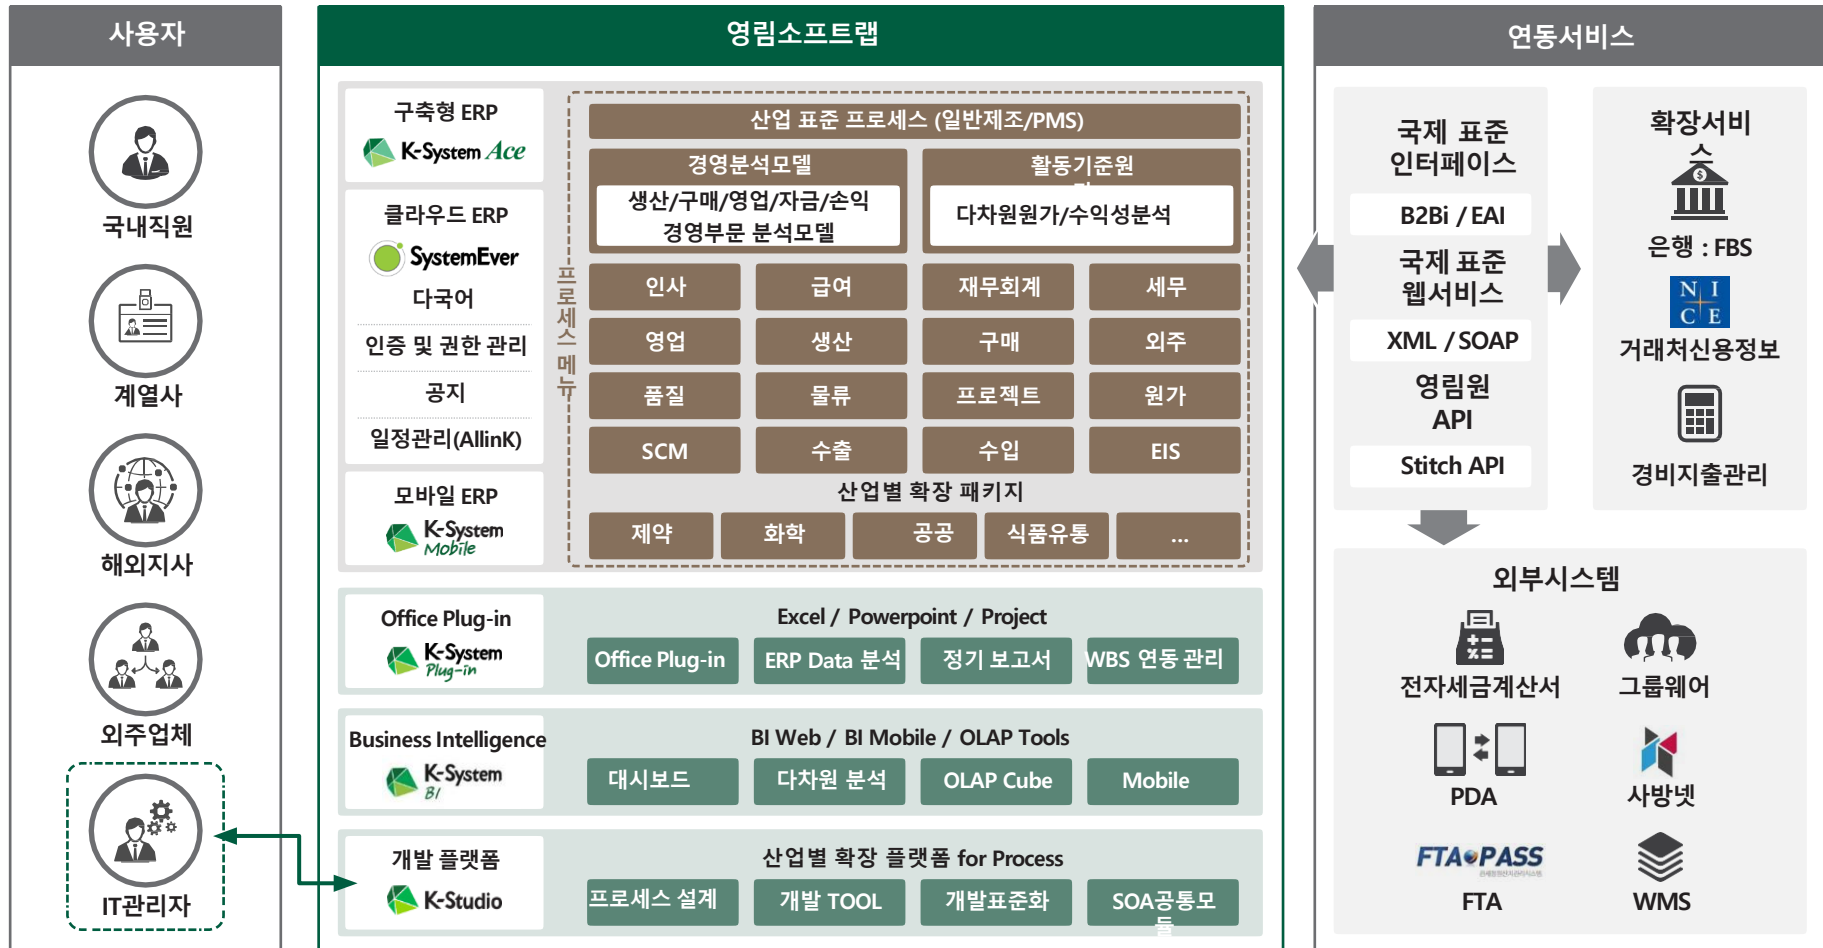 사용자
국내직원
계열사
해외지사
외주업체
IT관리자
영림소프트랩
구축형 ERP
K-System Ace
클라우드 ERP
SystemEver
다국어
인증 및 권한 관리
공지
일정관리(AllinK)
모바일 ERP
K-System
Mobile
프로세스 메뉴
산업 표준 프로세스 (일반제조/PMS)
경영분석모델
생산/구매/영업/자금/손익
경영부문 분석모델
활동기준원
다차원원가/수익성분석
인사 급여 재무회계 세무
영업 생산 구매 외주
품질 물류 프로젝트 원가
SCM 수출 수입 EIS
산업별 확장 패키지
제약 화학 공공 식품유통 ...
Office Plug-in
K-System
Plug-in
Excel / Powerpoint / Project
Office Plug-in ERP Data 분석 정기 보고서 WBS 연동 관리
Business Intelligence
K-System
BI
BI Web / BI Mobile / OLAP Tools
대시보드 다차원 분석 OLAP Cube Mobile
개발 플랫폼
K-Studio
산업별 확장 플랫폼 for Process
프로세스 설계 개발 TOOL 개발표준화 SOA공통모
듈
연동서비스
국제 표준
인터페이스
B2Bi / EAI
국제 표준
웹서비스
XML / SOAP
영림원
API
Stitch API
확장서비
스
은행 : FBS
NI
CE
거래처신용정보
경비지출관리
외부시스템
전자세금계산서
그룹웨어
PDA
사방넷
FTA PASS
FTA
WMS